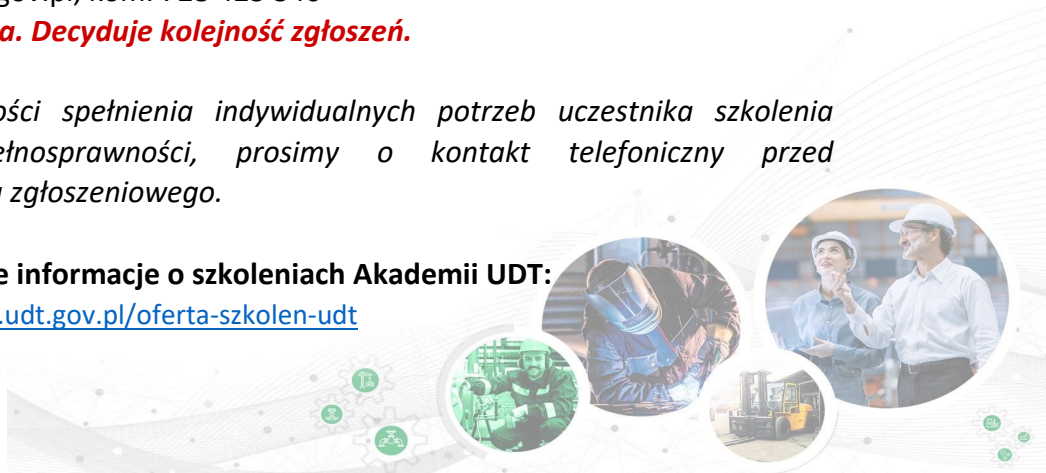 a. Decyduje kolejność zgłoszeń.
ości spełnienia indywidualnych potrzeb uczestnika szkolenia
ełnosprawności, prosimy o kontakt telefoniczny przed
zgłoszeniowego.
e informacje o szkoleniach Akademii UDT:
.udt.gov.pl/oferta-szkolen-udt